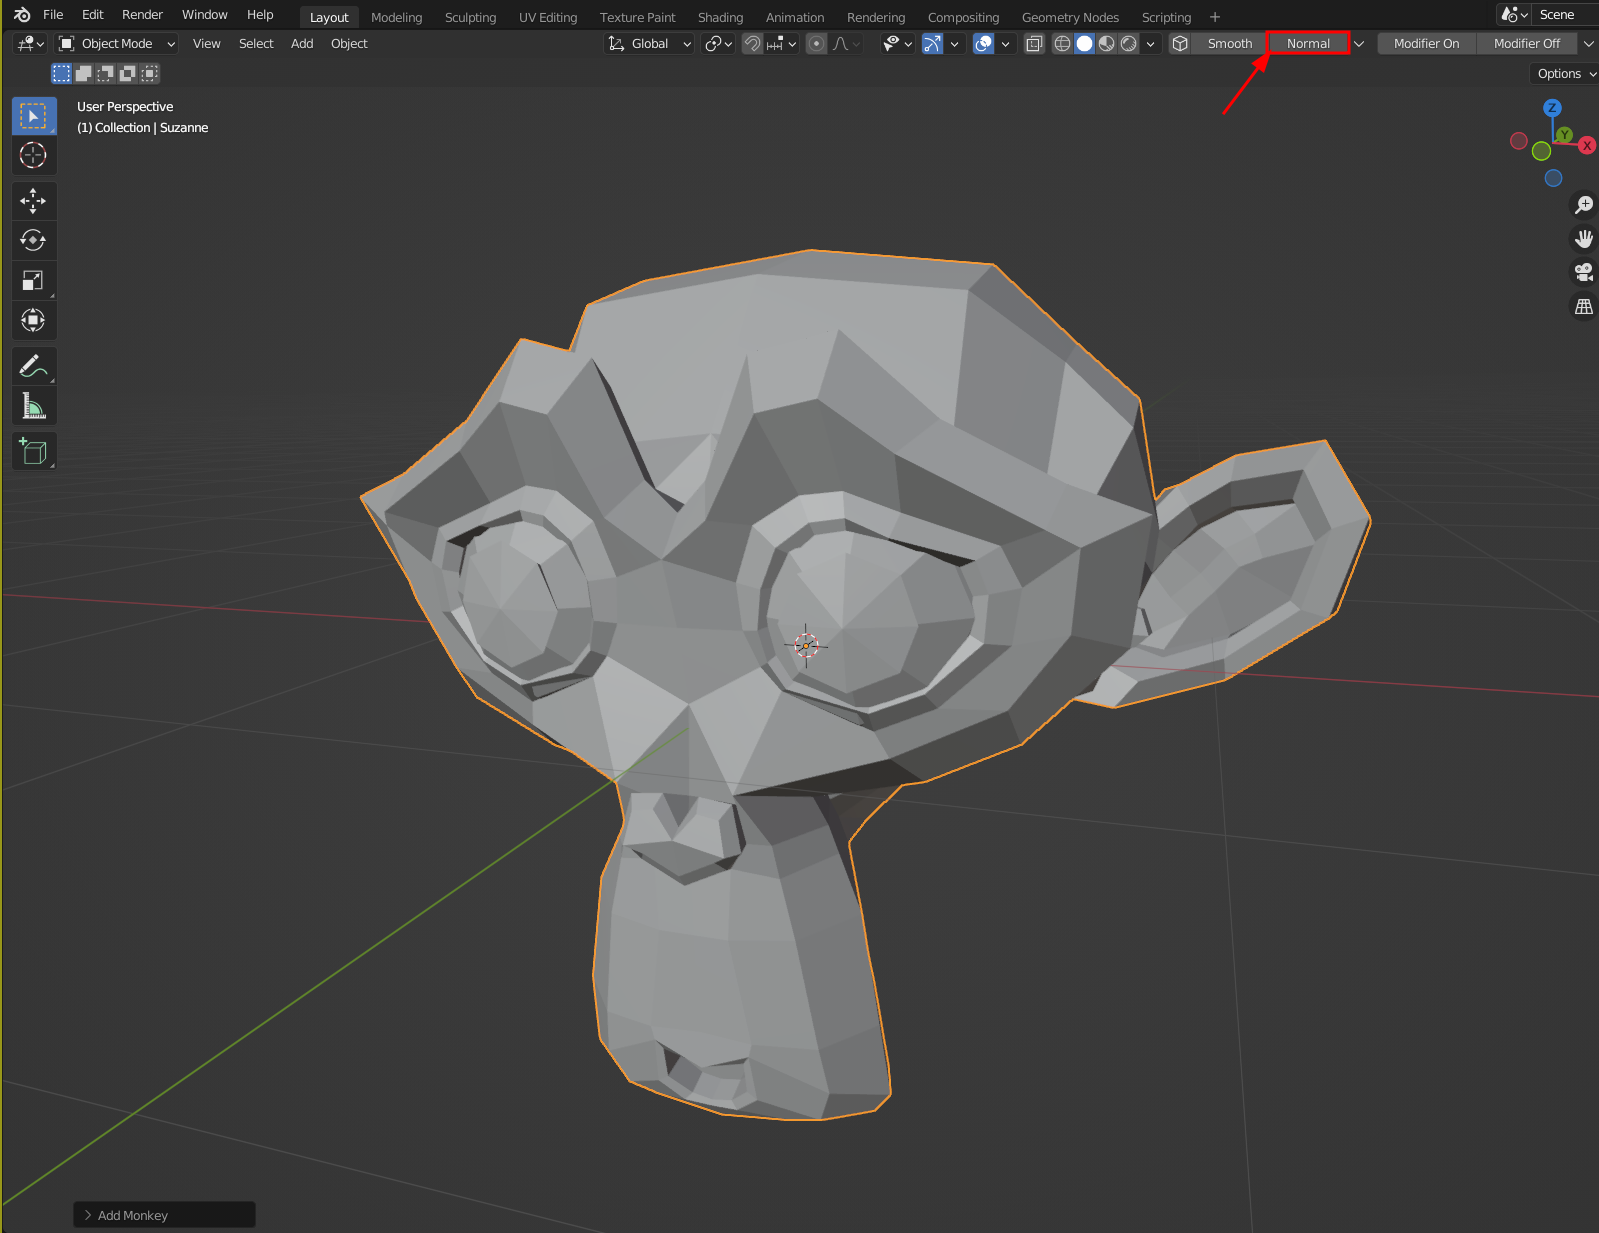 File Edit Render Window Help Layout Modeling Sculpting UV Editing Texture Paint Shading Animation Rendering Compositing Geometry Nodes Scripting + Scene
Object Mode View Select Add Object Global Smooth Normal Modifier On Modifier Off
Options
User Perspective
(1) Collection | Suzanne
Z
Y
X
Add Monkey